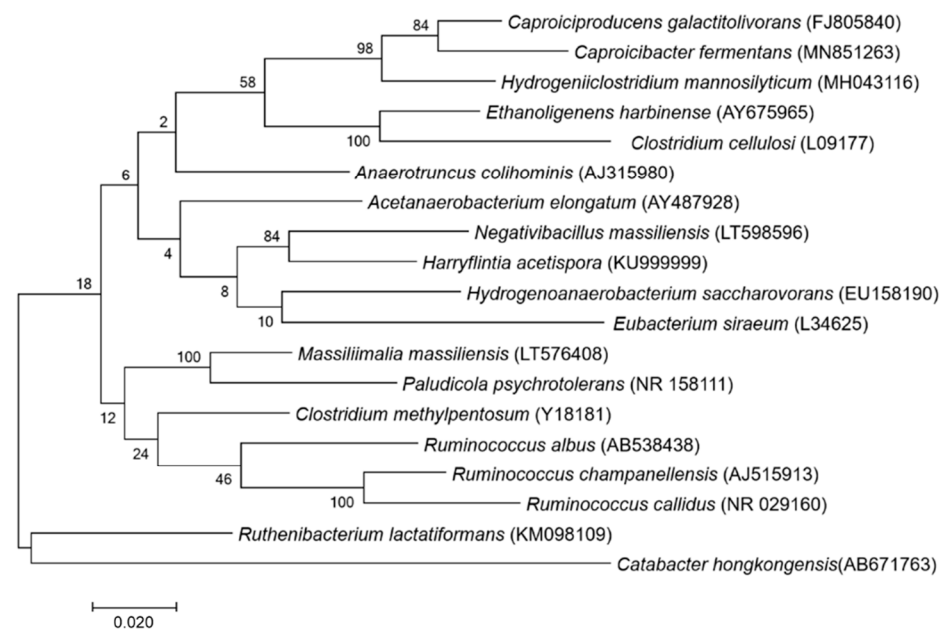 84
Caproiciproducens galactitolivorans (FJ805840)
98
Caproicibacter fermentans (MN851263)
58
Hydrogeniiclostridium mannosilyticum (MH043116)
Ethanoligenens harbinense (AY675965)
2
100
Clostridium cellulosi (L09177)
6
Anaerotruncus colihominis (AJ315980)
Acetanaerobacterium elongatum (AY487928)
84
Negativibacillus massiliensis (LT598596)
4
Harryflintia acetispora (KU999999)
18
8
Hydrogenoanaerobacterium saccharovorans (EU158190)
10
Eubacterium siraeum (L34625)
100
Massiliimalia massiliensis (LT576408)
Paludicola psychrotolerans (NR 158111)
12
Clostridium methylpentosum (Y18181)
24
Ruminococcus albus (AB538438)
46
Ruminococcus champanellensis (AJ515913)
100
Ruminococcus callidus (NR 029160)
Ruthenibacterium lactatiformans (KM098109)
Catabacter hongkongensis(AB671763)
0.020